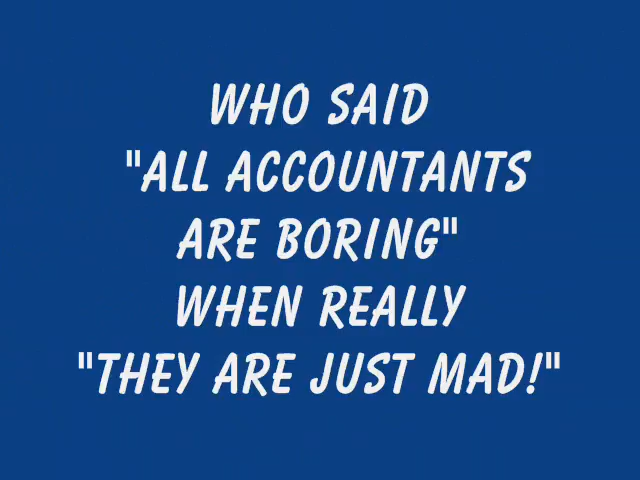 WHO SAID
"ALL ACCOUNTANTS
ARE BORING"
WHEN REALLY
"THEY ARE JUST MAD!"